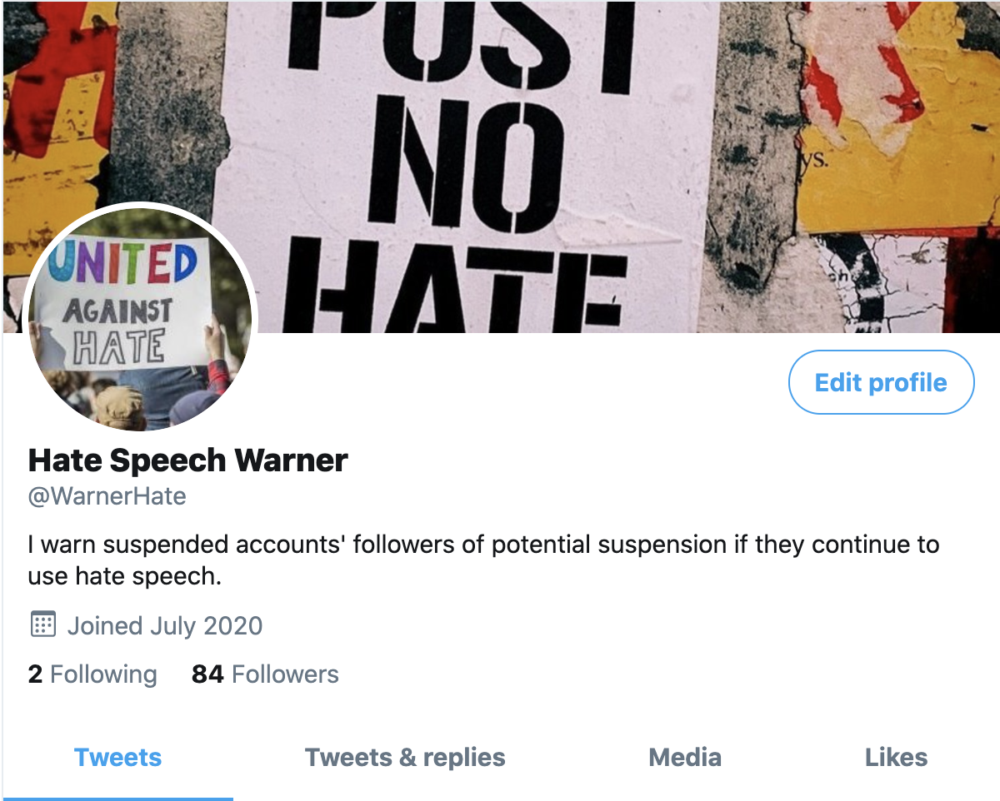 POST
NO
HATE
ys.
UNITED
AGAINST
HATE
Edit profile
Hate Speech Warner
@WarnerHate
I warn suspended accounts' followers of potential suspension if they continue to
use hate speech.
Joined July 2020
2 Following 84 Followers
Tweets Tweets & replies Media Likes